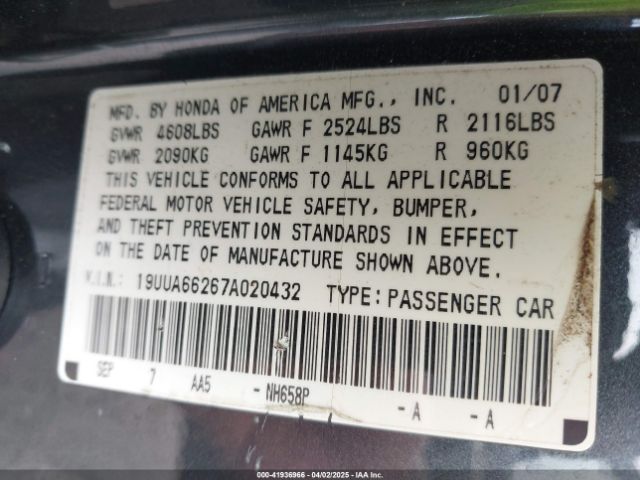 MFD. BY HONDA OF AMERICA MFG., INC. 01/07
GVWR 4608LBS GAWR F 2524LBS R 2116LBS
GVWR 2090KG GAWR F 1145KG R 960KG
THIS VEHICLE CONFORMS TO ALL APPLICABLE
FEDERAL MOTOR VEHICLE SAFETY, BUMPER,
AND THEFT PREVENTION STANDARDS IN EFFECT
ON THE DATE OF MANUFACTURE SHOWN ABOVE.
V.I.N.: 19UUA66267A020432 TYPE: PASSENGER CAR
SEP 7 AA5 - NH658P - A - A
000-41936966 - 04/02/2025 - IAA Inc.